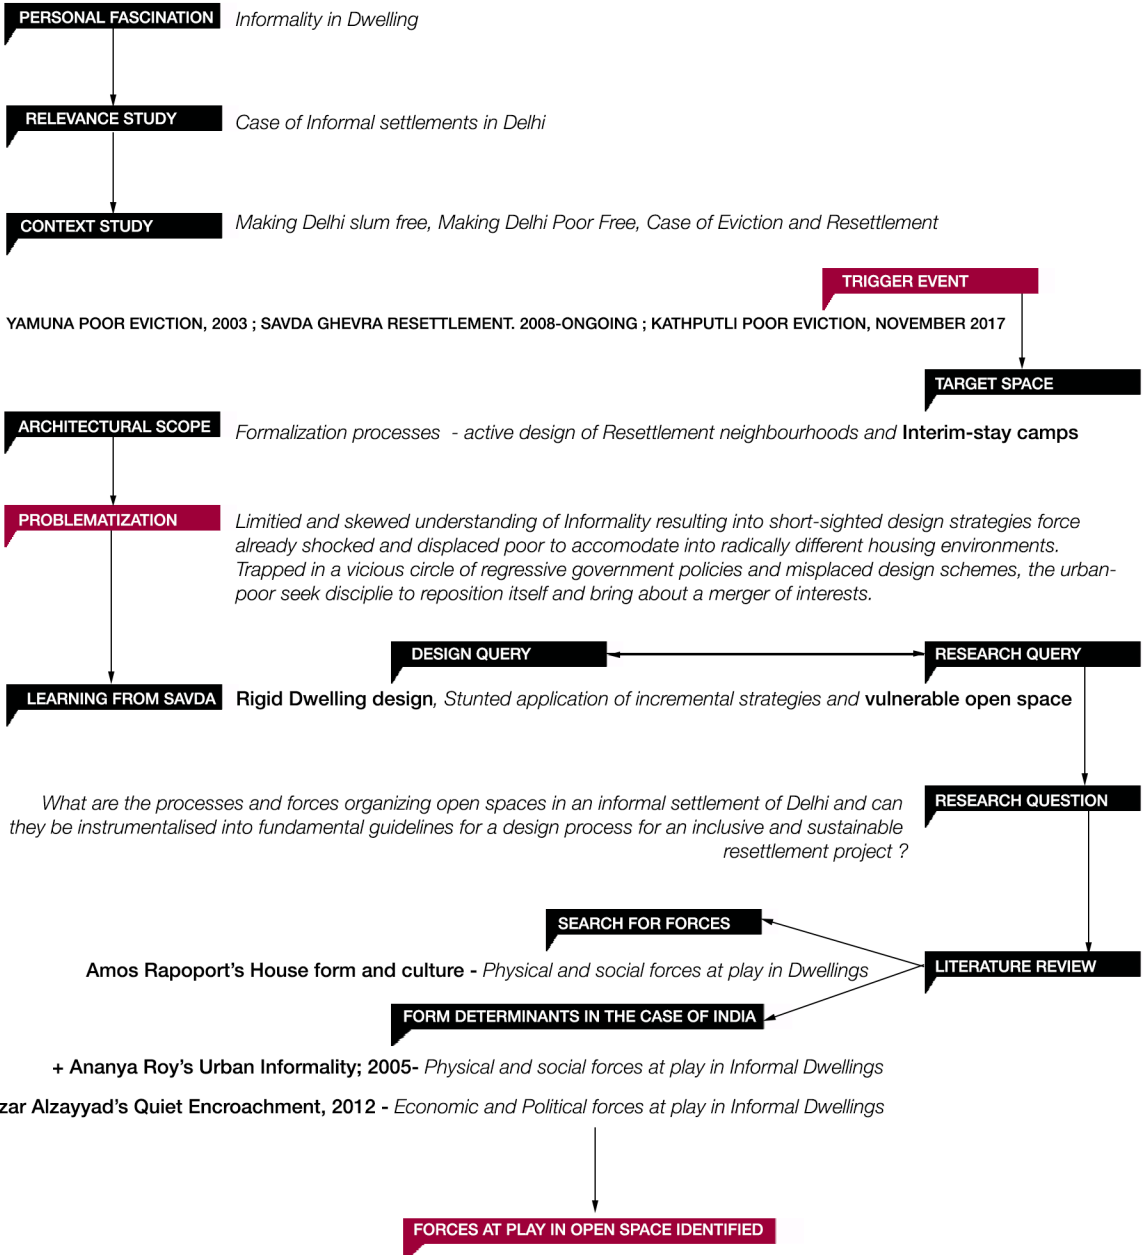 PERSONAL FASCINATION Informality in Dwelling
RELEVANCE STUDY Case of Informal settlements in Delhi
CONTEXT STUDY Making Delhi slum free, Making Delhi Poor Free, Case of Eviction and Resettlement
TRIGGER EVENT
YAMUNA POOR EVICTION, 2003 ; SAVDA GHEVRA RESETTLEMENT. 2008-ONGOING ; KATHPUTLI POOR EVICTION, NOVEMBER 2017
TARGET SPACE
ARCHITECTURAL SCOPE Formalization processes - active design of Resettlement neighbourhoods and Interim-stay camps
PROBLEMATIZATION Limitied and skewed understanding of Informality resulting into short-sighted design strategies force
already shocked and displaced poor to accomodate into radically different housing environments.
Trapped in a vicious circle of regressive government policies and misplaced design schemes, the urban-
poor seek disciplie to reposition itself and bring about a merger of interests.
DESIGN QUERY RESEARCH QUERY
LEARNING FROM SAVDA Rigid Dwelling design, Stunted application of incremental strategies and vulnerable open space
What are the processes and forces organizing open spaces in an informal settlement of Delhi and can RESEARCH QUESTION
they be instrumentalised into fundamental guidelines for a design process for an inclusive and sustainable
resettlement project ?
SEARCH FOR FORCES
Amos Rapoport's House form and culture - Physical and social forces at play in Dwellings LITERATURE REVIEW
FORM DETERMINANTS IN THE CASE OF INDIA
+ Ananya Roy's Urban Informality; 2005- Physical and social forces at play in Informal Dwellings
zar Alzayyad's Quiet Encroachment, 2012 - Economic and Political forces at play in Informal Dwellings
FORCES AT PLAY IN OPEN SPACE IDENTIFIED